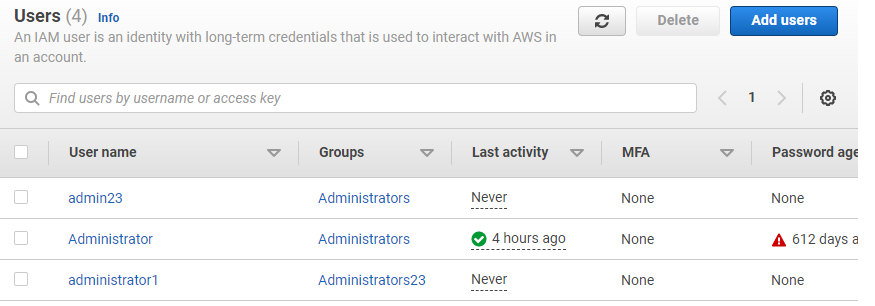 Users (4) Info
Delete
Add users
An IAM user is an identity with long-term credentials that is used to interact with AWS in
an account.
Find users by username or access key
1
User name Groups Last activity MFA Password age
admin23 Administrators Never None None
Administrator Administrators 4 hours ago None 612 days a
administrator1 Administrators23 Never None None